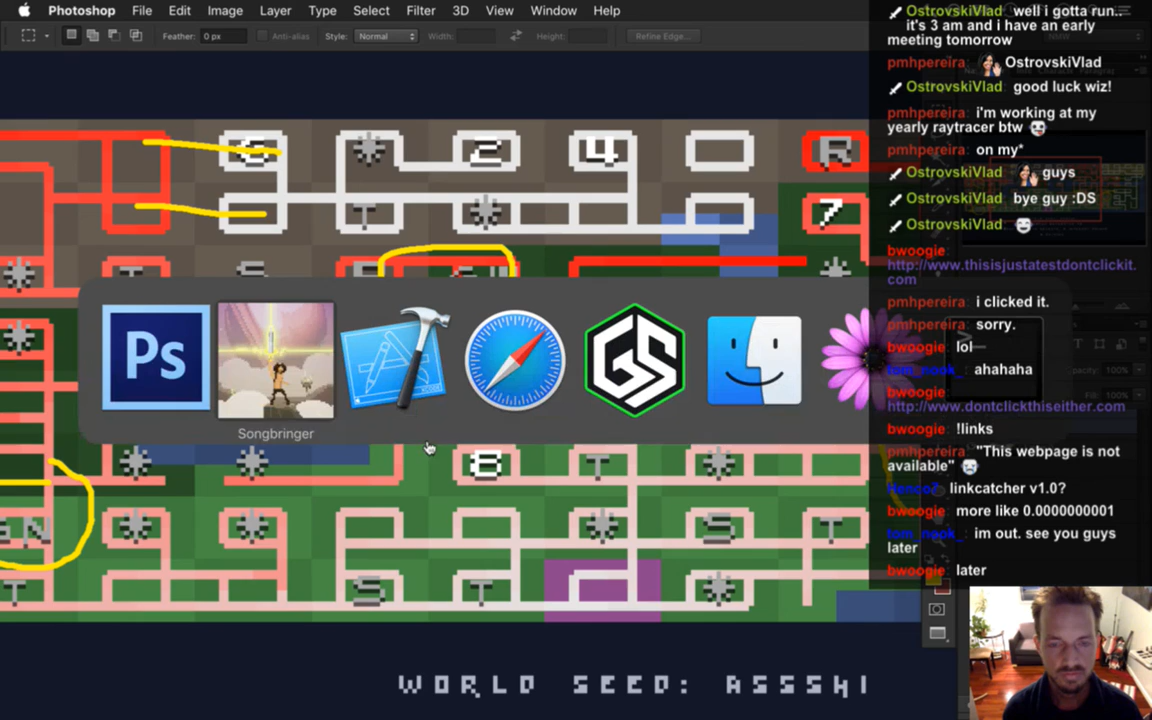 Photoshop File Edit Image Layer Type Select Filter 3D View Window Help
Feather: 0 px Anti-alias Style: Normal Width: Height: Refine Edge...
6 2 4 R
T 7
T S
Ps GS
Songbringer
8 T
N S T
T S T
WORLD SEED: ASSSHI
OstrovskiVlad well i gotta run..
it's 3 am and i have an early
meeting tomorrow
pmhpereira: OstrovskiVlad
OstrovskiVlad good luck wiz!
pmhpereira: i'm working at my
yearly raytracer btw
pmhpereira: on my*
OstrovskiVlad guys
OstrovskiVlad bye guy :DS
OstrovskiVlad
bwoogie:
http://www.thisisjustatestdontclickit.
com
pmhpereira: i clicked it.
pmhpereira: sorry.
bwoogie: lol
tom_nook_: ahahaha
bwoogie:
http://www.dontclickthiseither.com
bwoogie: !links
pmhpereira: "This webpage is not
available"
linkcatcher v1.0?
bwoogie: more like 0.0000000001
tom_nook_: im out. see you guys
later
bwoogie: later